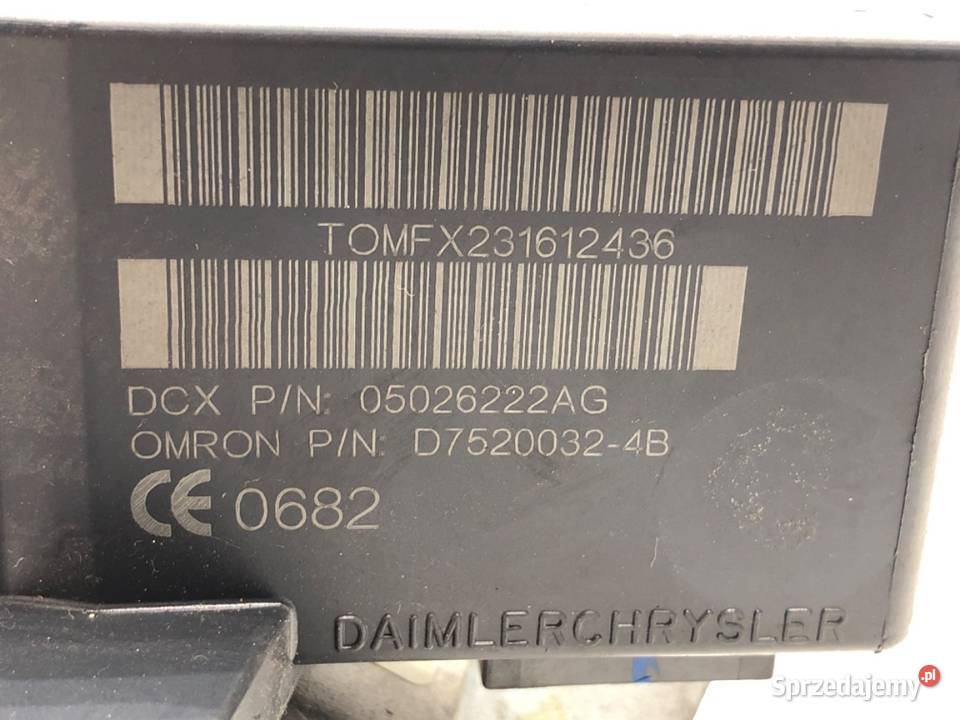 TOMFX231612436
DCX P/N: 05026222AG
OMRON P/N: D7520032-4B
CE 0682
DAIMLERCHRYSLER
Sprzedajemy.pl